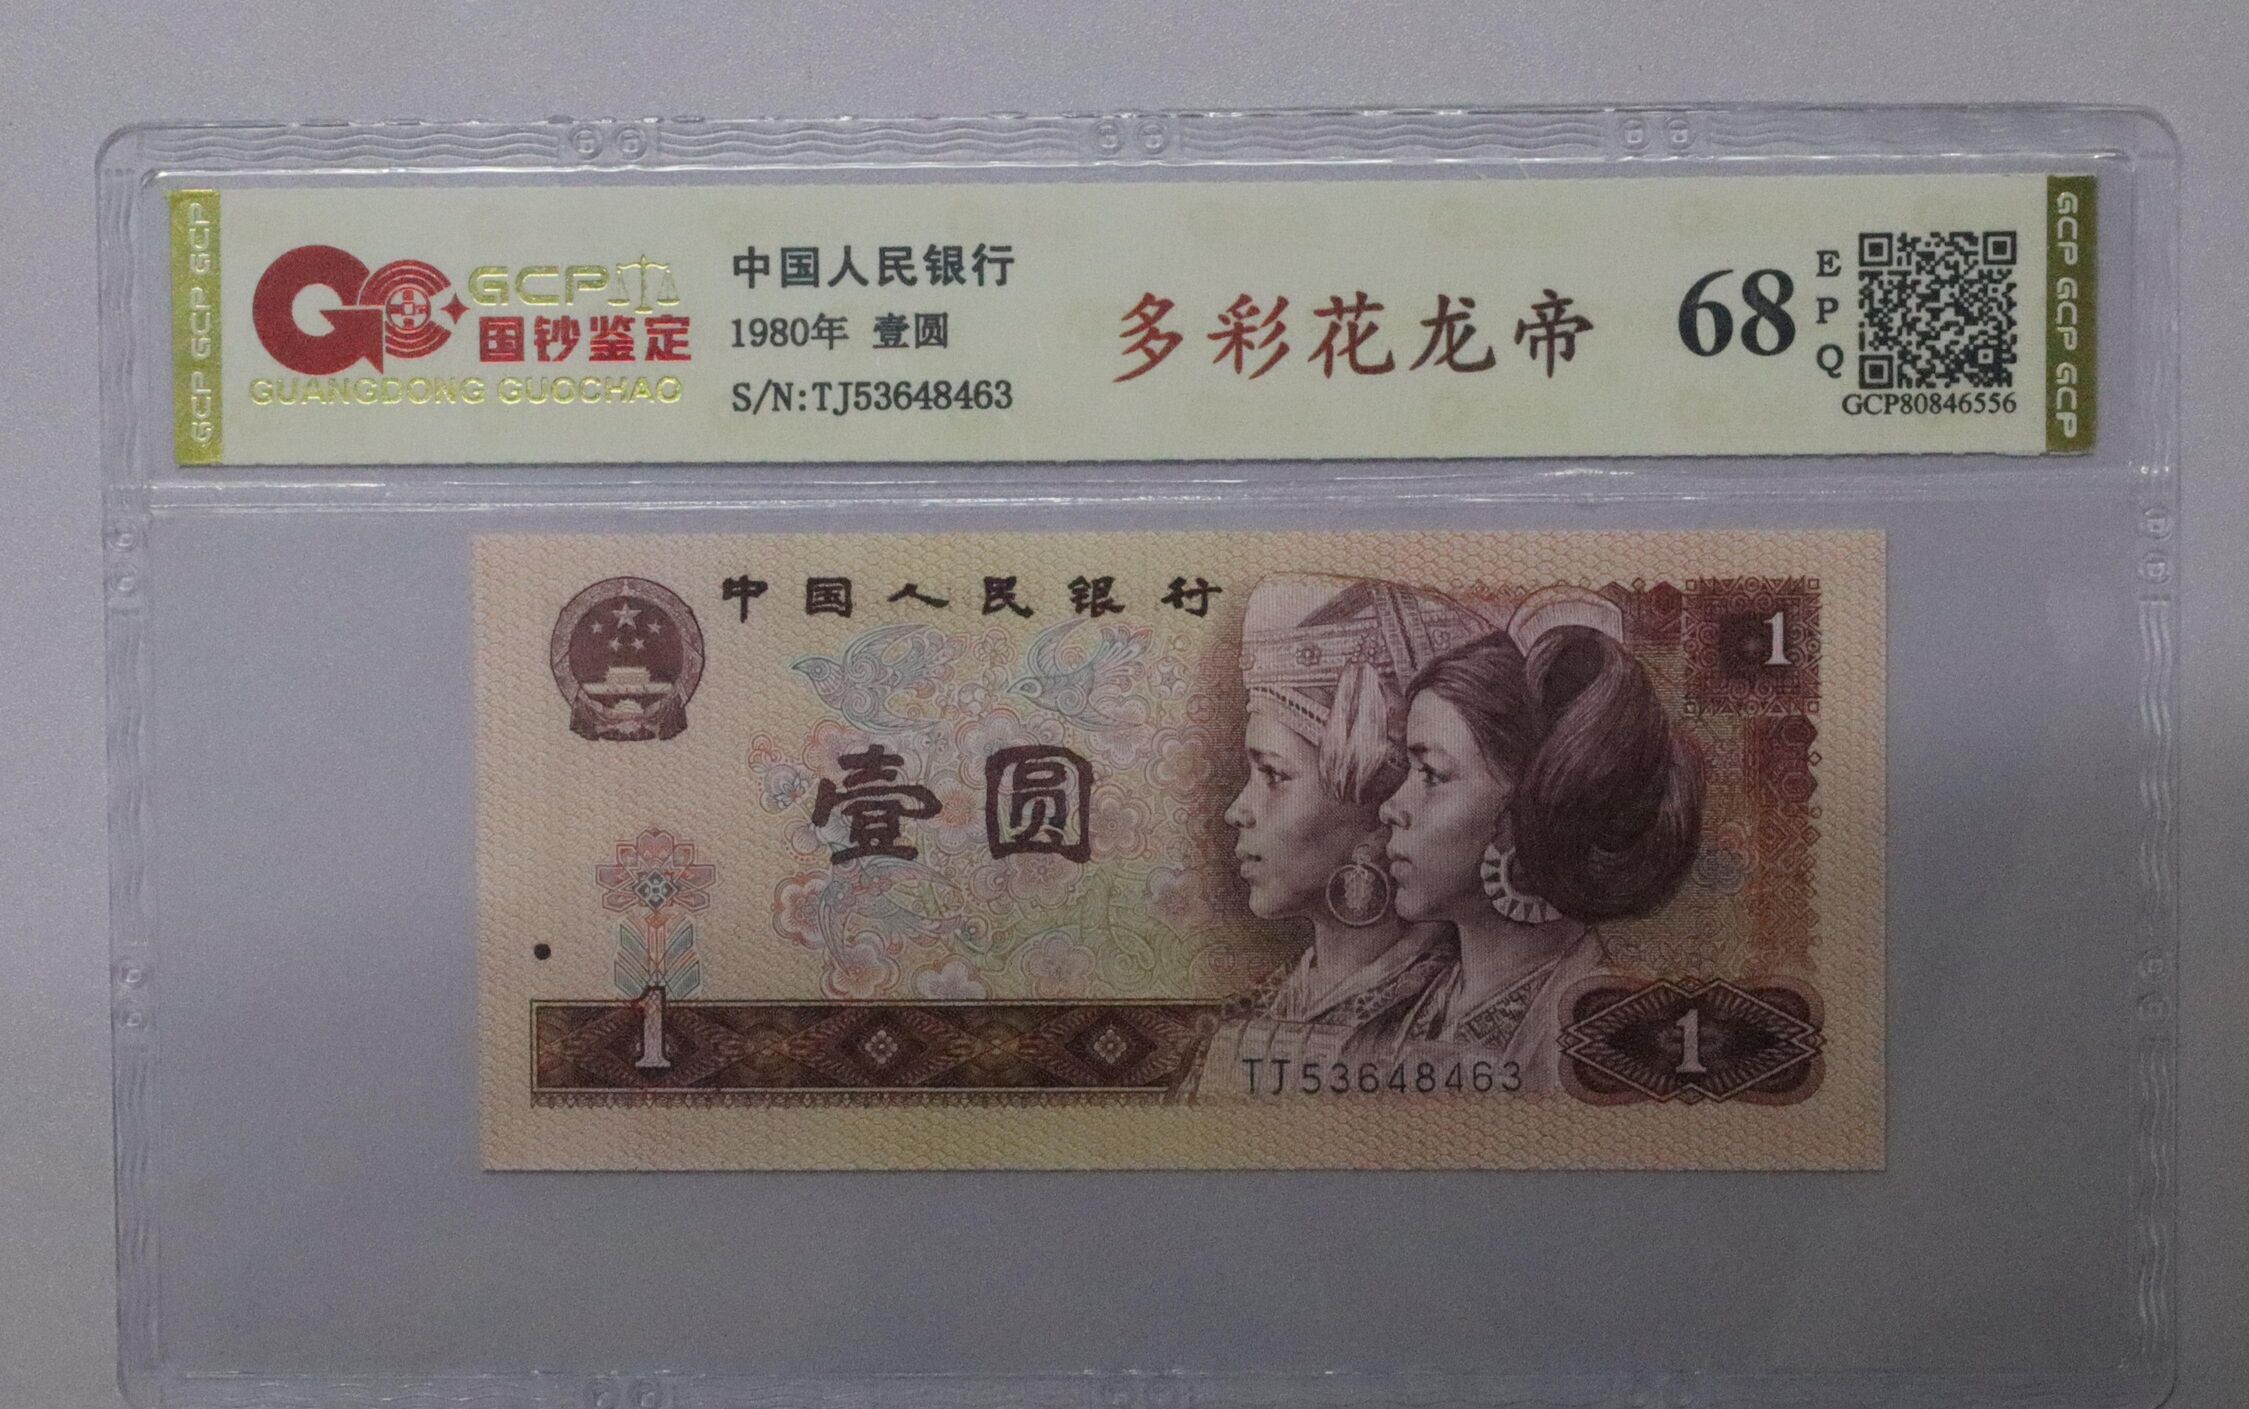 GCP GCP GCP
GCP
国钞鉴定
GUANGDONG GUOCHAO
中国人民银行
1980年 壹圆
S/N:TJ53648463
多彩花龙帝
68
EPQ
GCP80846556
GCP GCP GCP
中国人民银行
1
壹圆
1
1
TJ53648463